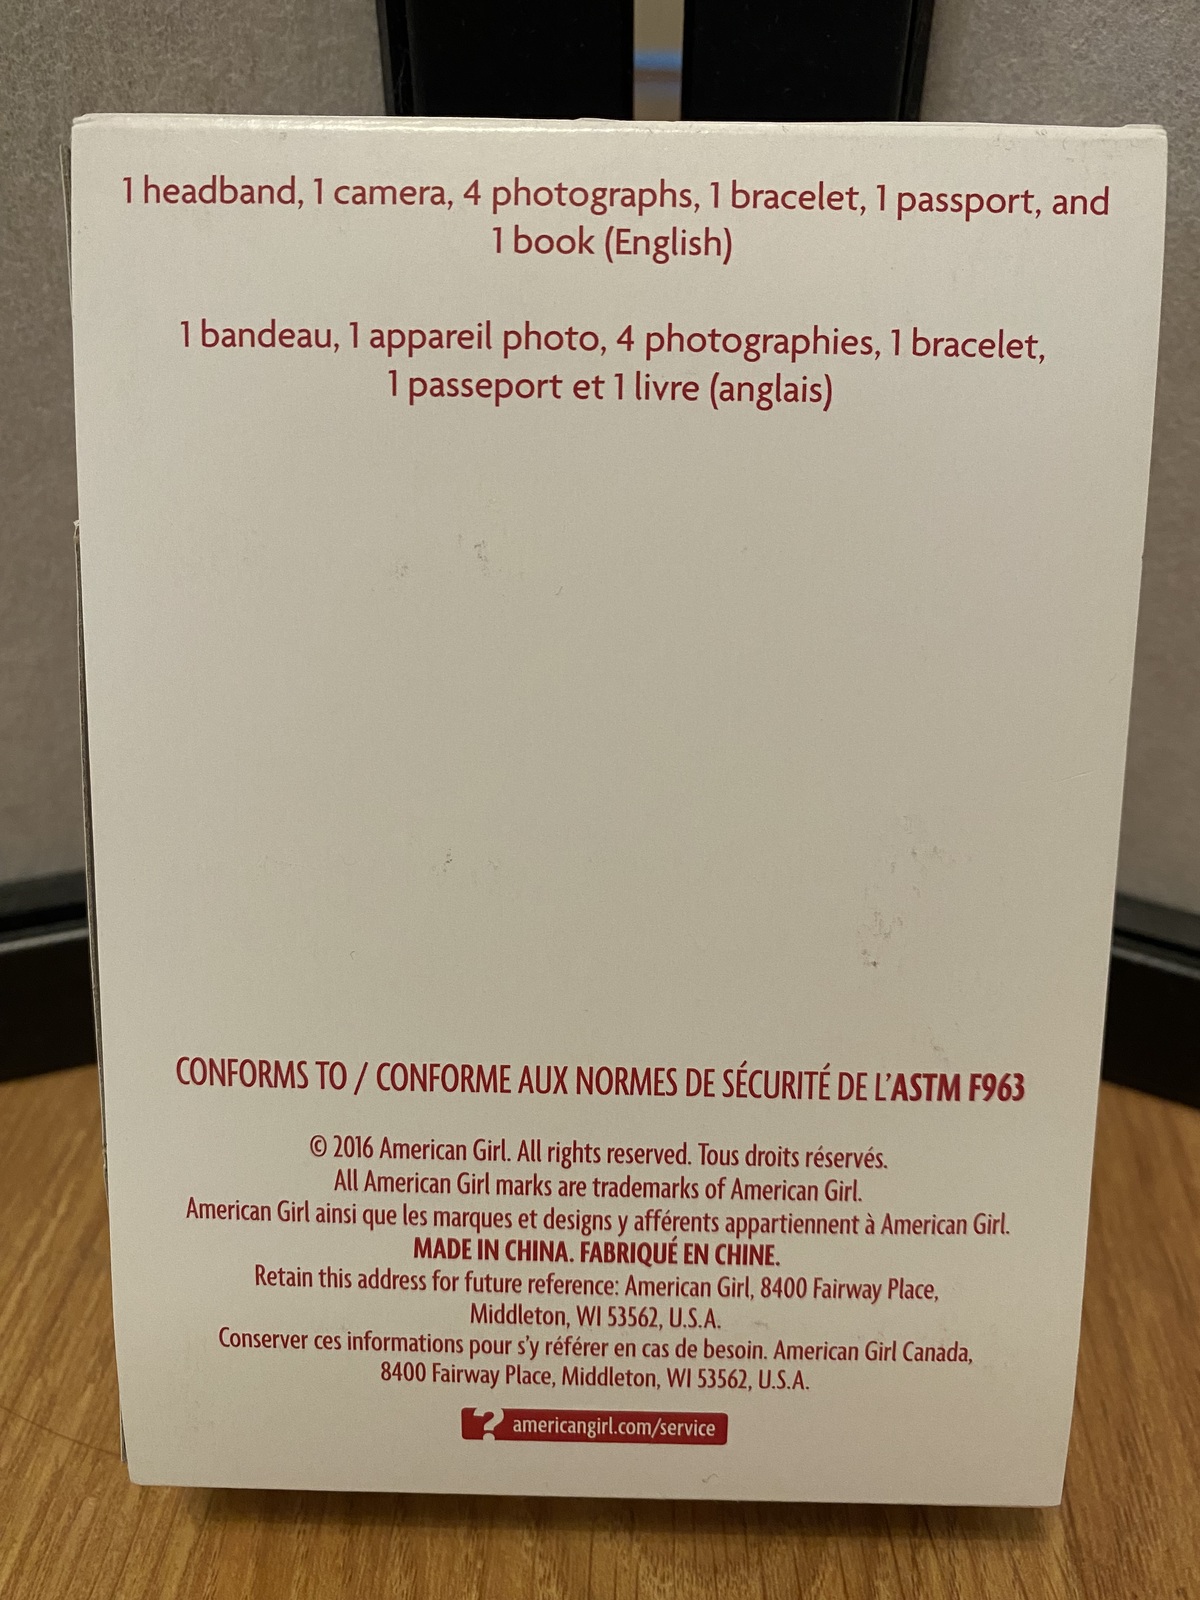 1 headband, 1 camera, 4 photographs, 1 bracelet, 1 passport, and
1 book (English)
1 bandeau, 1 appareil photo, 4 photographies, 1 bracelet,
1 passeport et 1 livre (anglais)
CONFORMS TO / CONFORME AUX NORMES DE SÉCURITÉ DE L'ASTM F963
© 2016 American Girl. All rights reserved. Tous droits réservés.
All American Girl marks are trademarks of American Girl.
American Girl ainsi que les marques et designs y afférents appartiennent à American Girl.
MADE IN CHINA. FABRIQUÉ EN CHINE.
Retain this address for future reference: American Girl, 8400 Fairway Place,
Middleton, WI 53562, U.S.A.
Conserver ces informations pour s'y référer en cas de besoin. American Girl Canada,
8400 Fairway Place, Middleton, WI 53562, U.S.A.
? americangirl.com/service